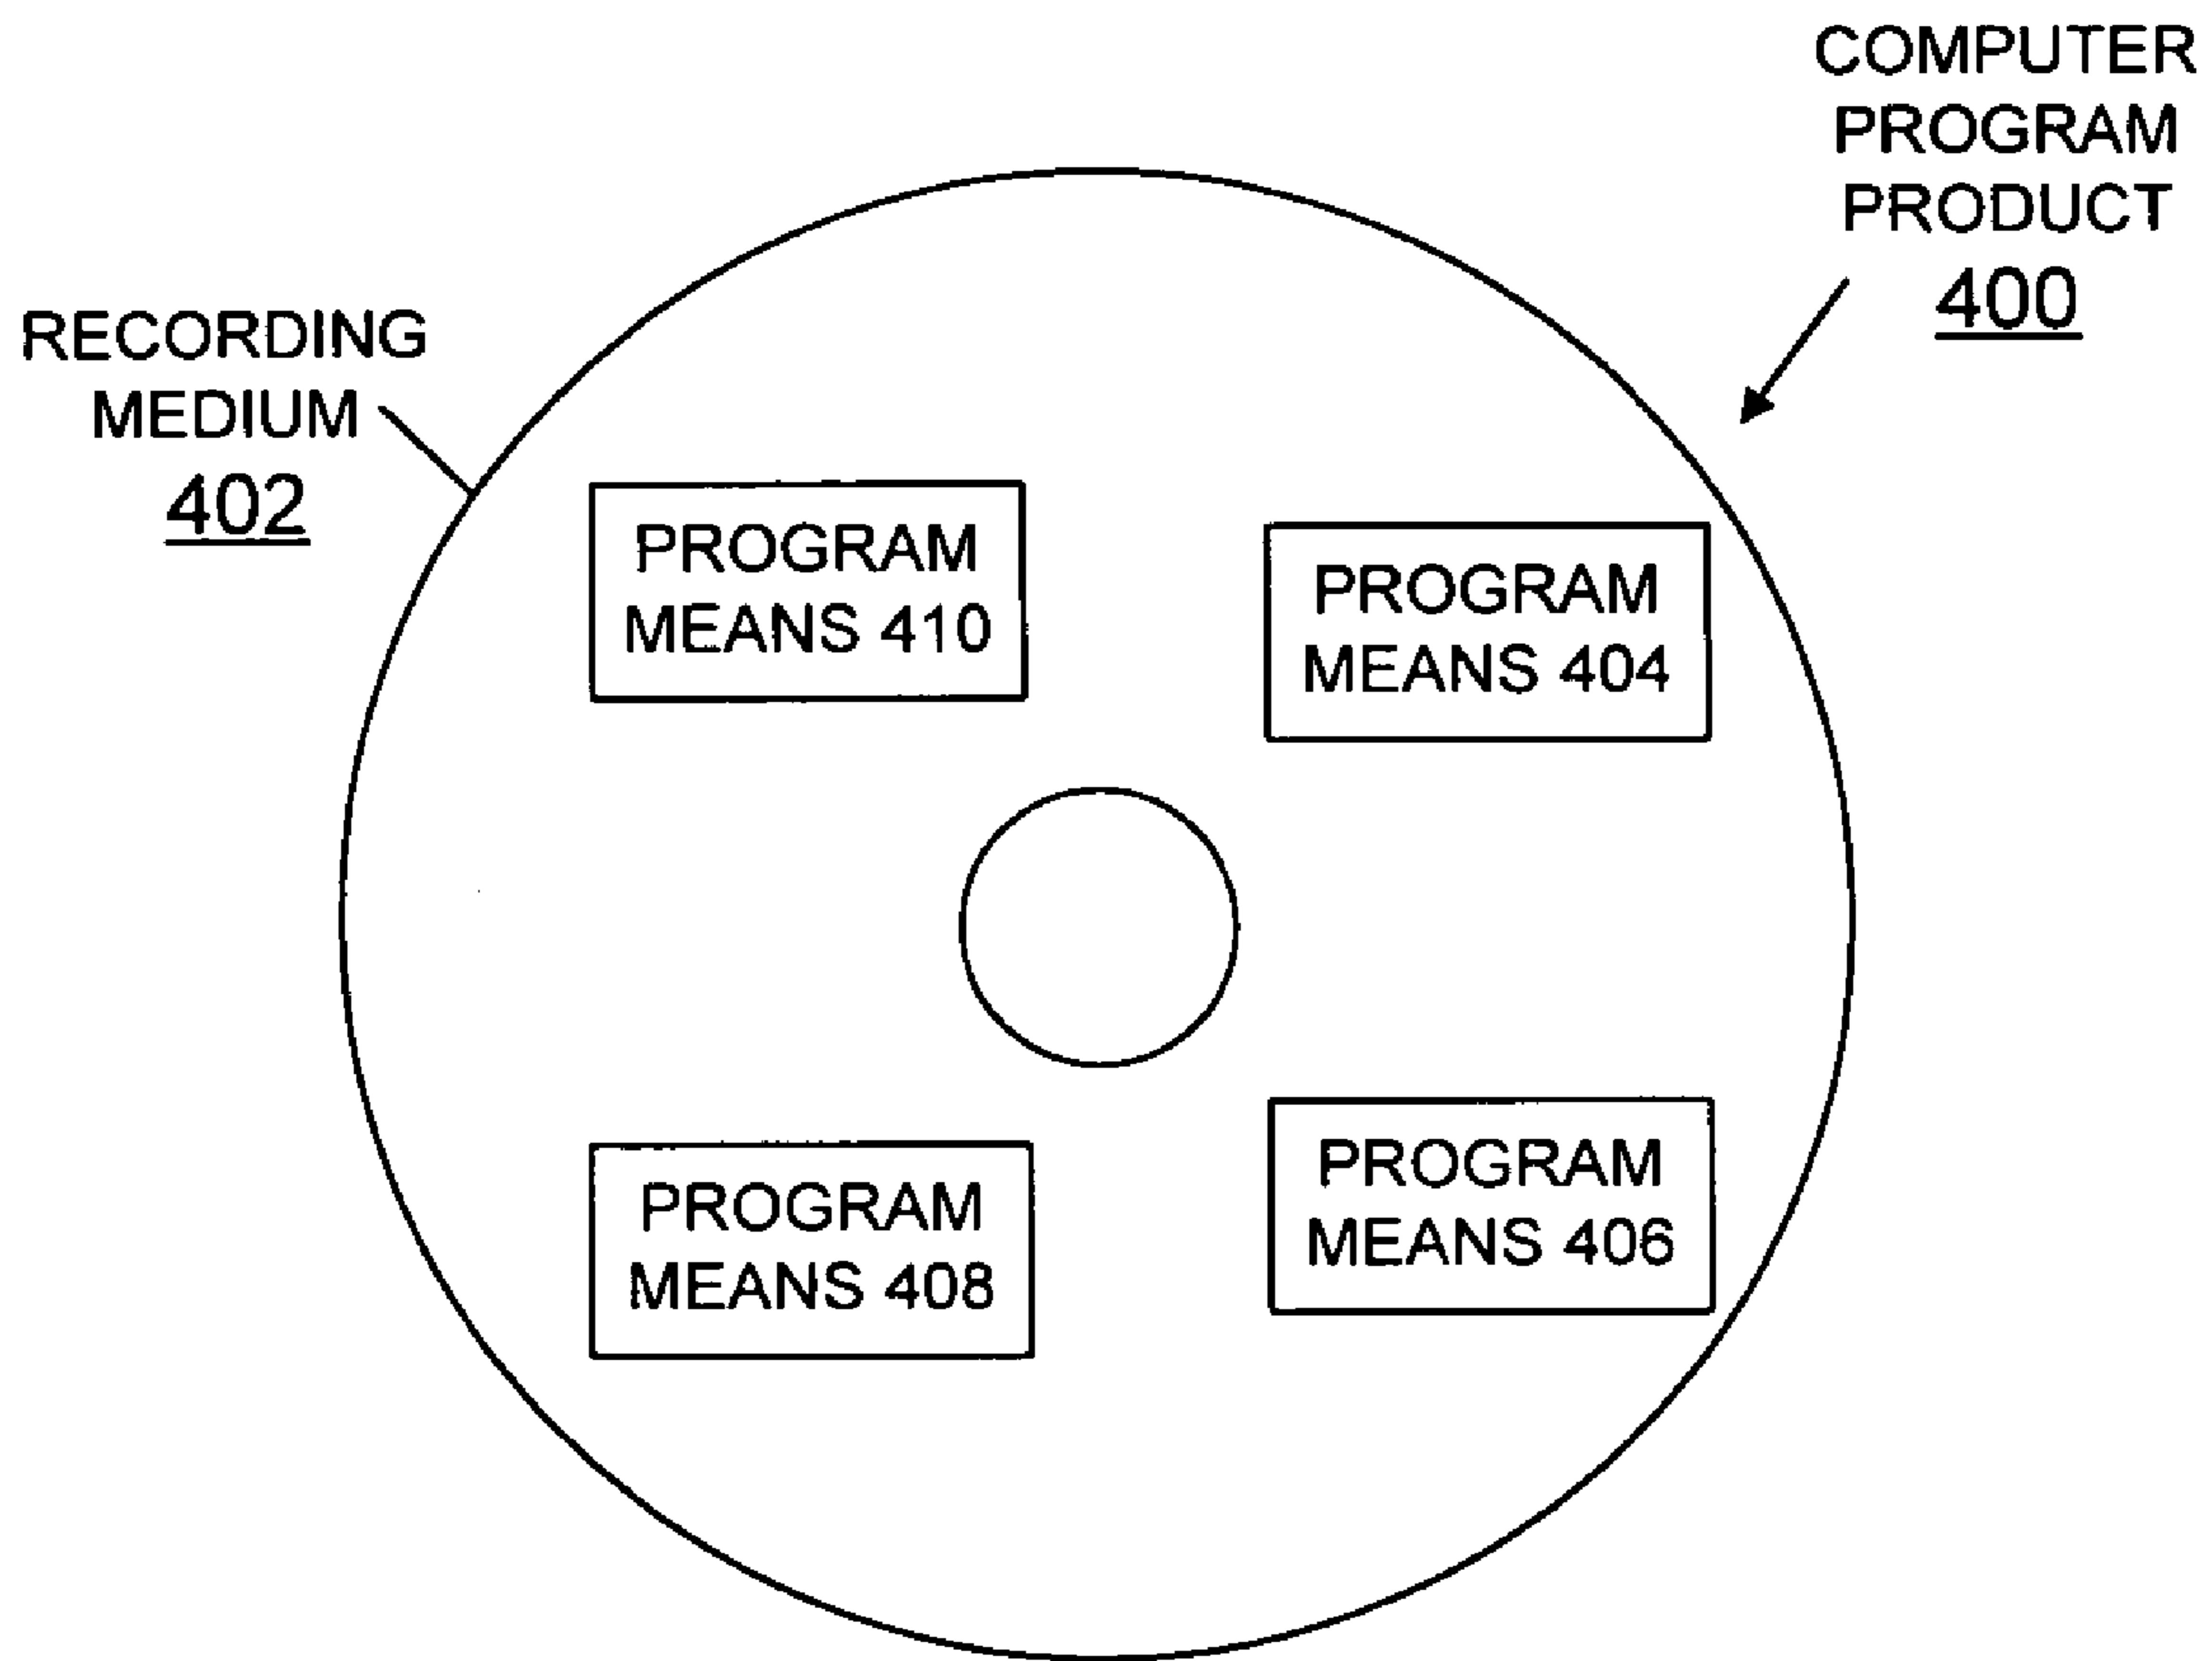 COMPUTER
PROGRAM
PRODUCT
400
RECORDING
MEDIUM
402
PROGRAM
MEANS 410
PROGRAM
MEANS 404
PROGRAM
MEANS 408
PROGRAM
MEANS 406